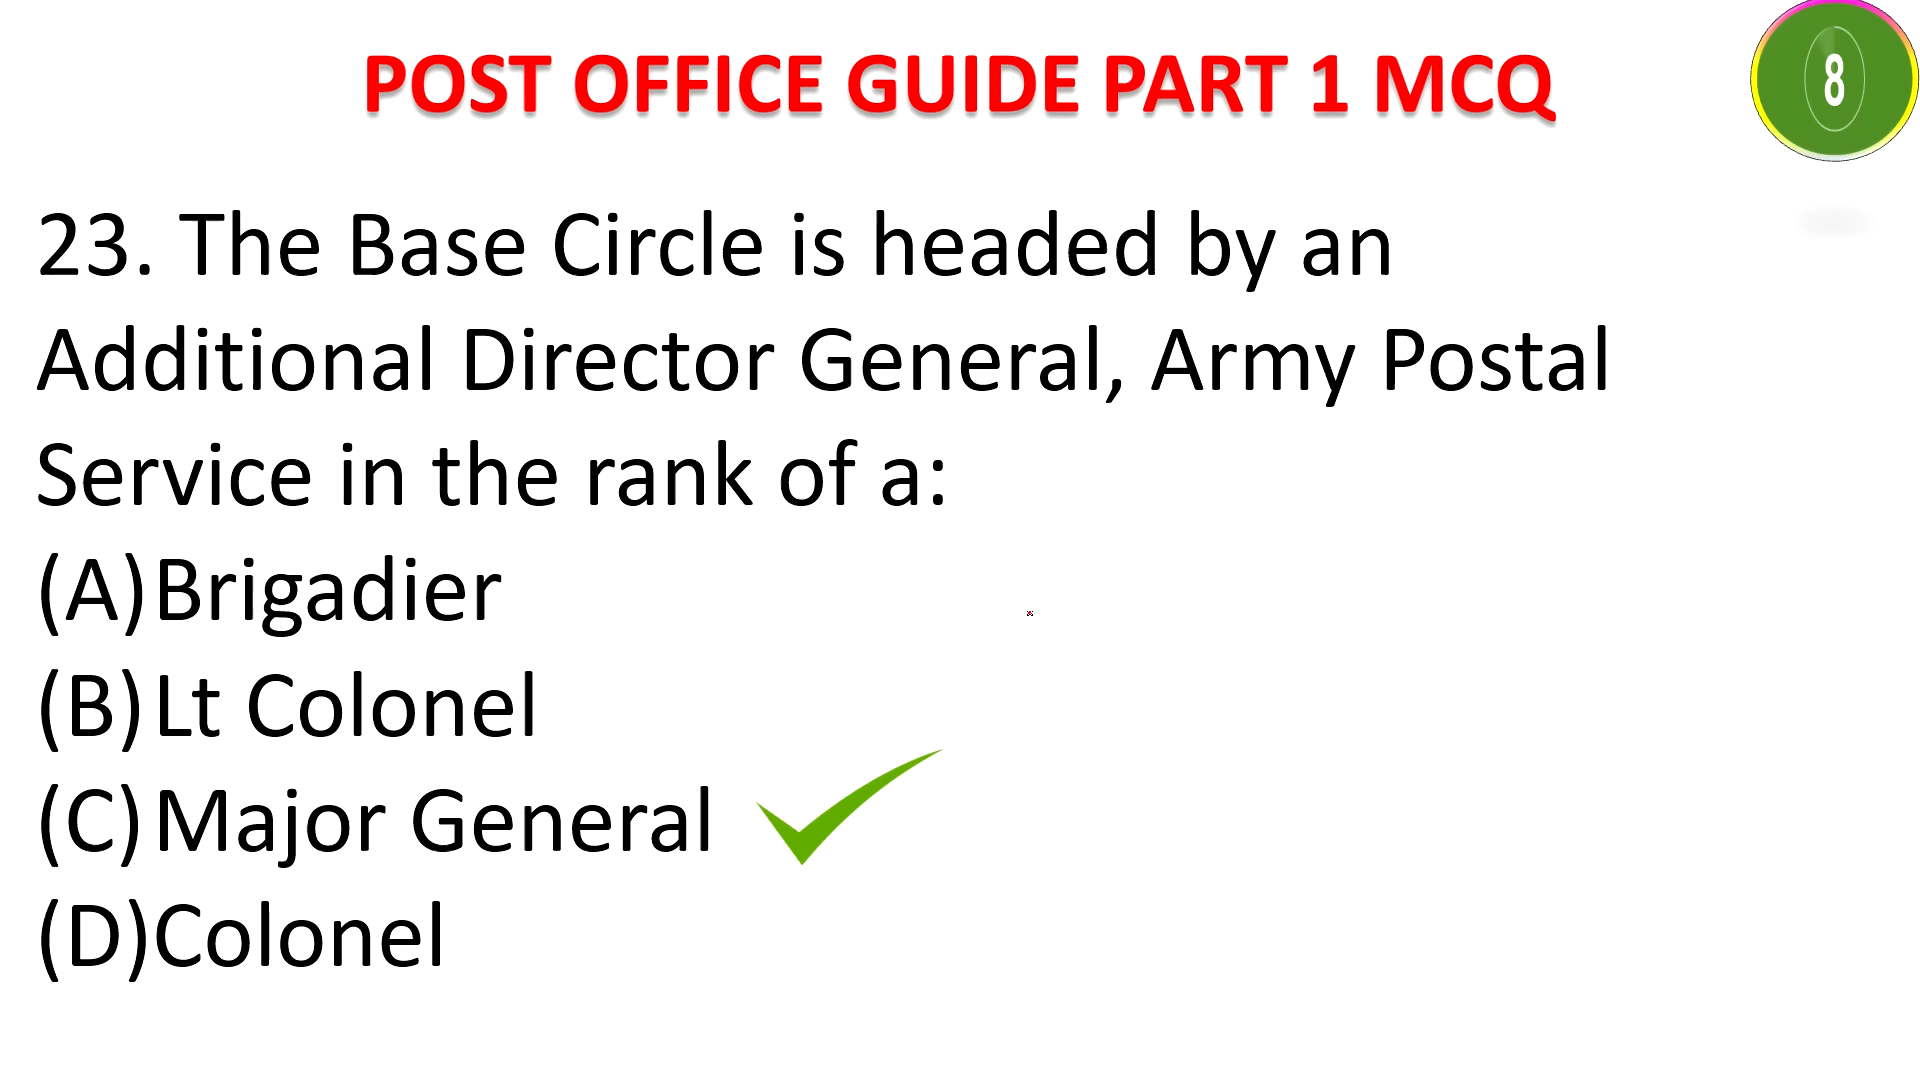 POST OFFICE GUIDE PART 1 MCQ
8
23. The Base Circle is headed by an
Additional Director General, Army Postal
Service in the rank of a:
(A)Brigadier
(B)Lt Colonel
(C)Major General
(D)Colonel